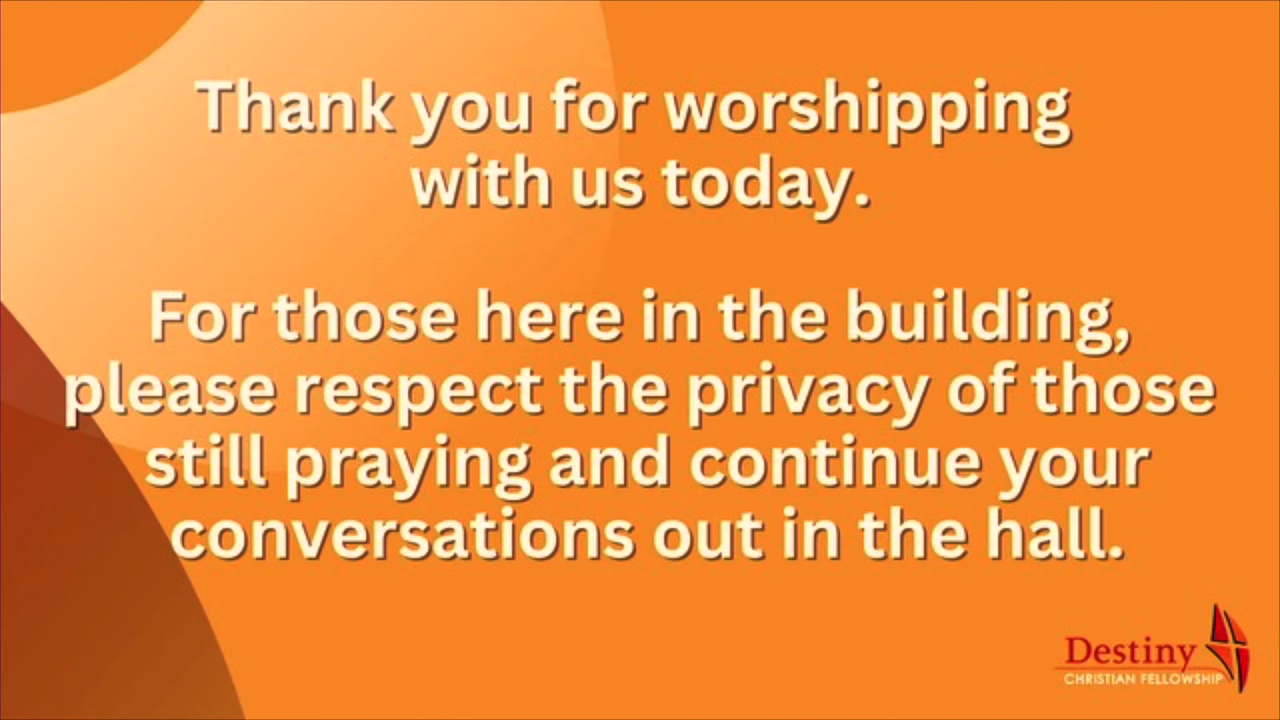 Thank you for worshipping
with us today.
For those here in the building,
please respect the privacy of those
still praying and continue your
conversations out in the hall.
Destiny
CHRISTIAN FELLOWSHIP